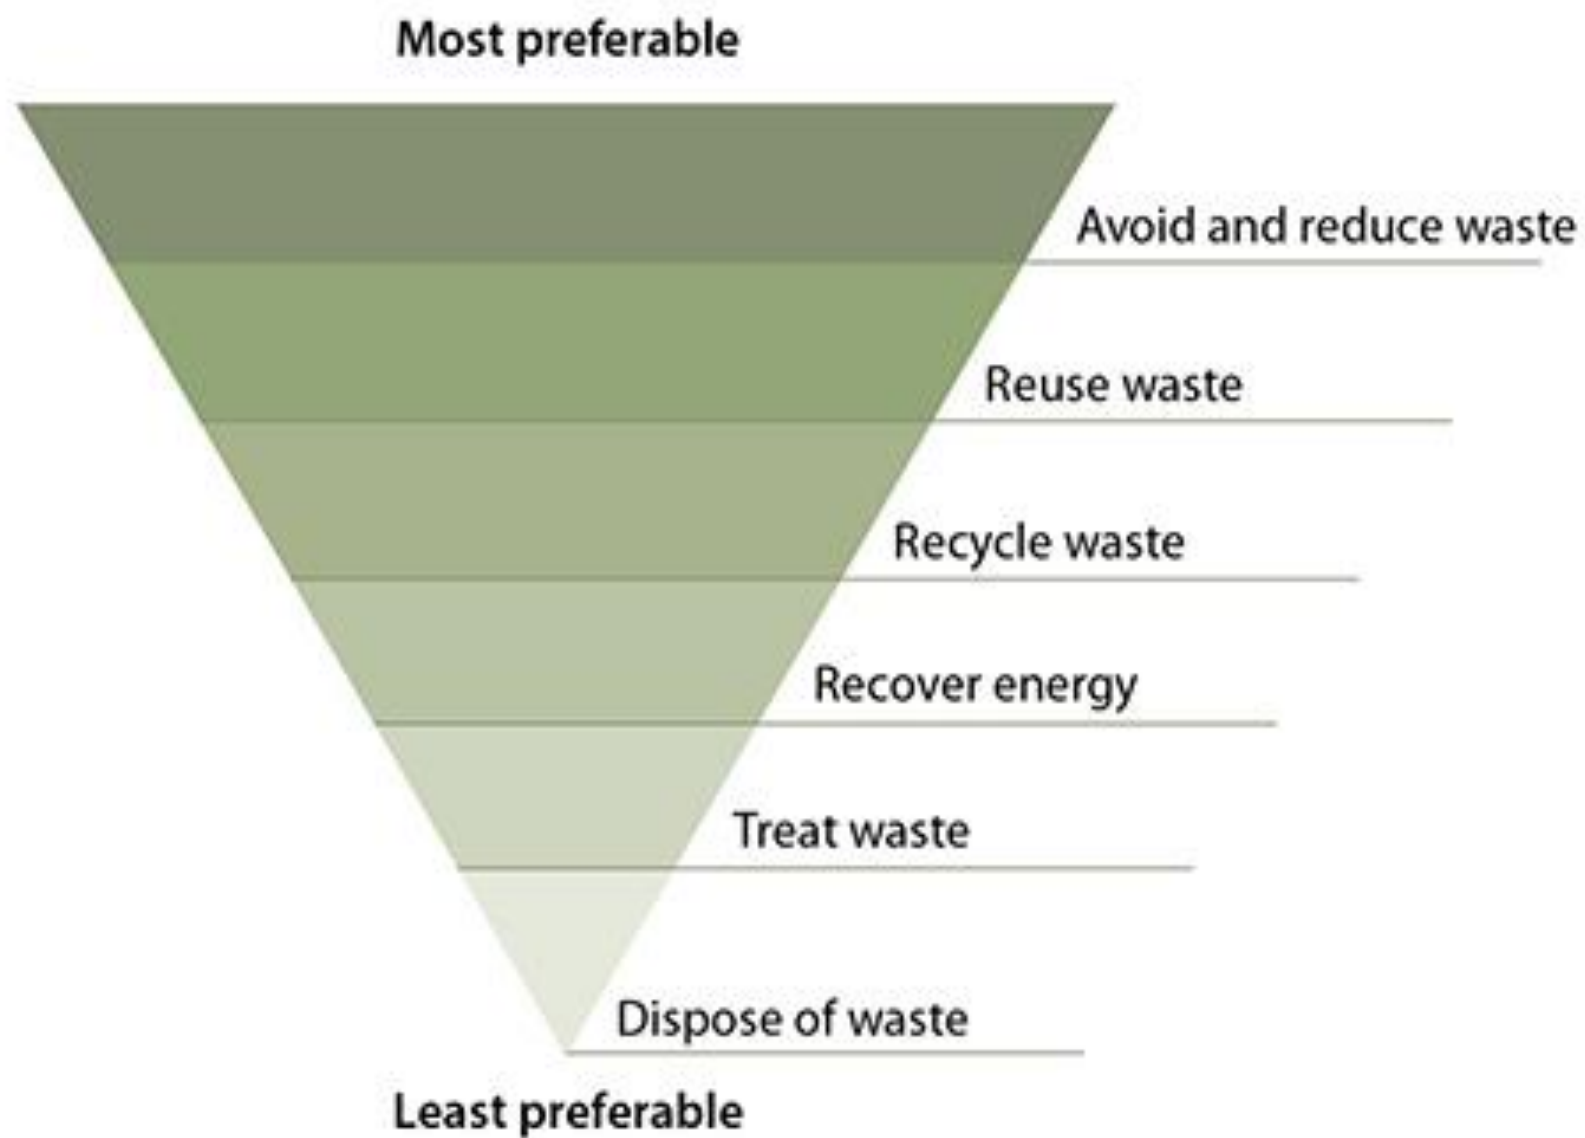 Most preferable
Avoid and reduce waste
Reuse waste
Recycle waste
Recover energy
Treat waste
Dispose of waste
Least preferable